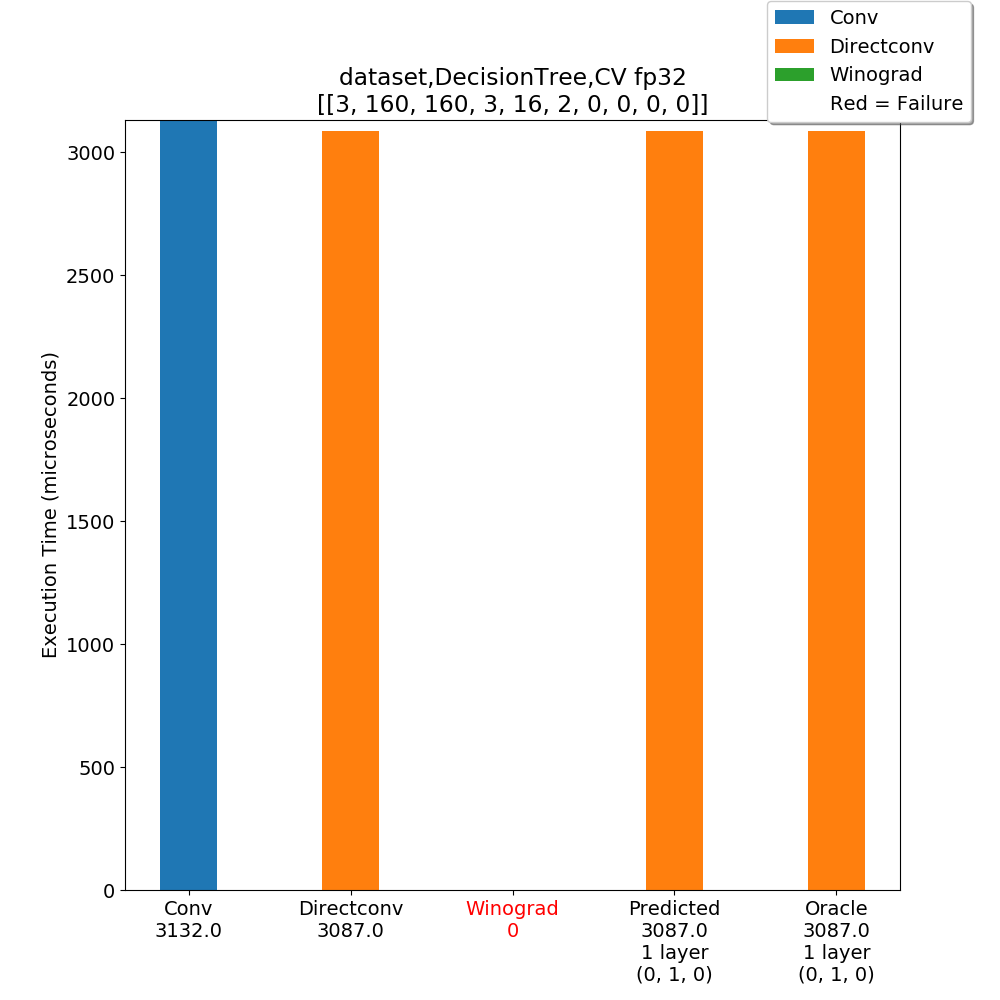 Conv
Directconv
Winograd
Red = Failure
dataset,DecisionTree,CV fp32
[[3, 160, 160, 3, 16, 2, 0, 0, 0, 0]]
Execution Time (microseconds)
3000
2500
2000
1500
1000
500
0
Conv
3132.0
Directconv
3087.0
Winograd
0
Predicted
3087.0
1 layer
(0, 1, 0)
Oracle
3087.0
1 layer
(0, 1, 0)